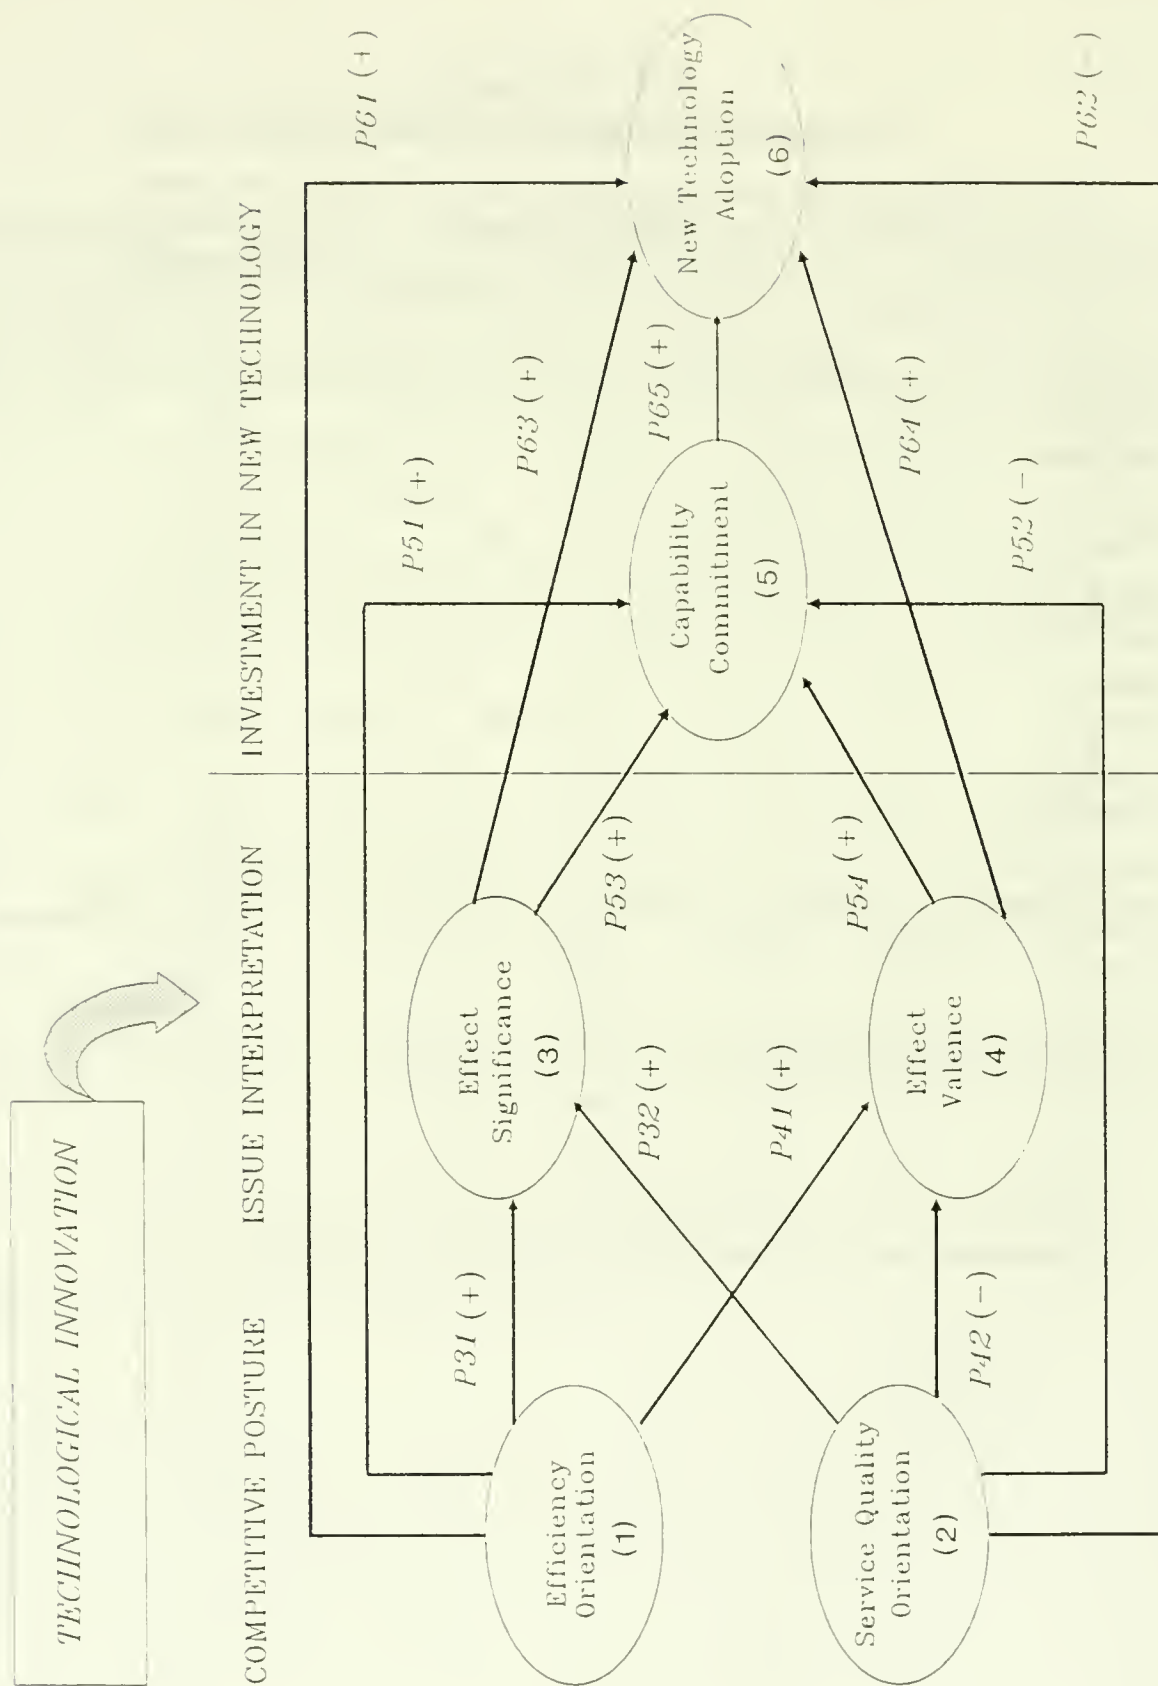 TECHNOLOGICAL INNOVATION
COMPETITIVE POSTURE
ISSUE INTERPRETATION
INVESTMENT IN NEW TECHNOLOGY
P61 (+)
P51 (+)
P63 (+)
P31 (+)
Effect
Significance
(3)
P53 (+)
Efficiency
Orientation
(1)
P32 (+)
P65 (+)
Capability
Commitment
(5)
New Technology
Adoption
(6)
P41 (+)
P54 (+)
P64 (+)
Service Quality
Orientation
(2)
Effect
Valence
(4)
P42 (-)
P52 (-)
P62 (-)